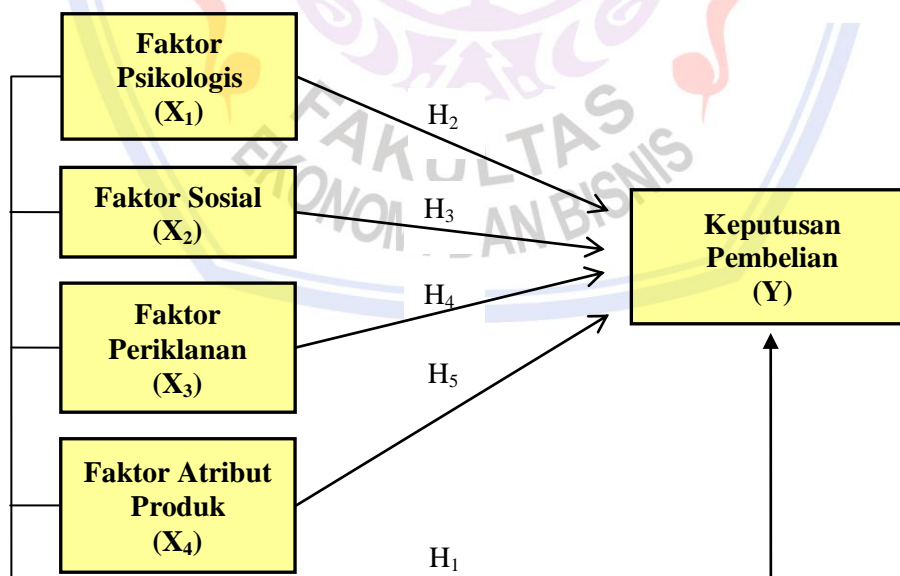 Faktor
Psikologis
(X₁)
H₂
Faktor Sosial
(X₂)
H₃
Keputusan
Pembelian
(Y)
Faktor
Periklanan
(X₃)
H₄
Faktor Atribut
Produk
(X₄)
H₅
H₁
FAKULTAS
EKONOMI DAN BISNIS